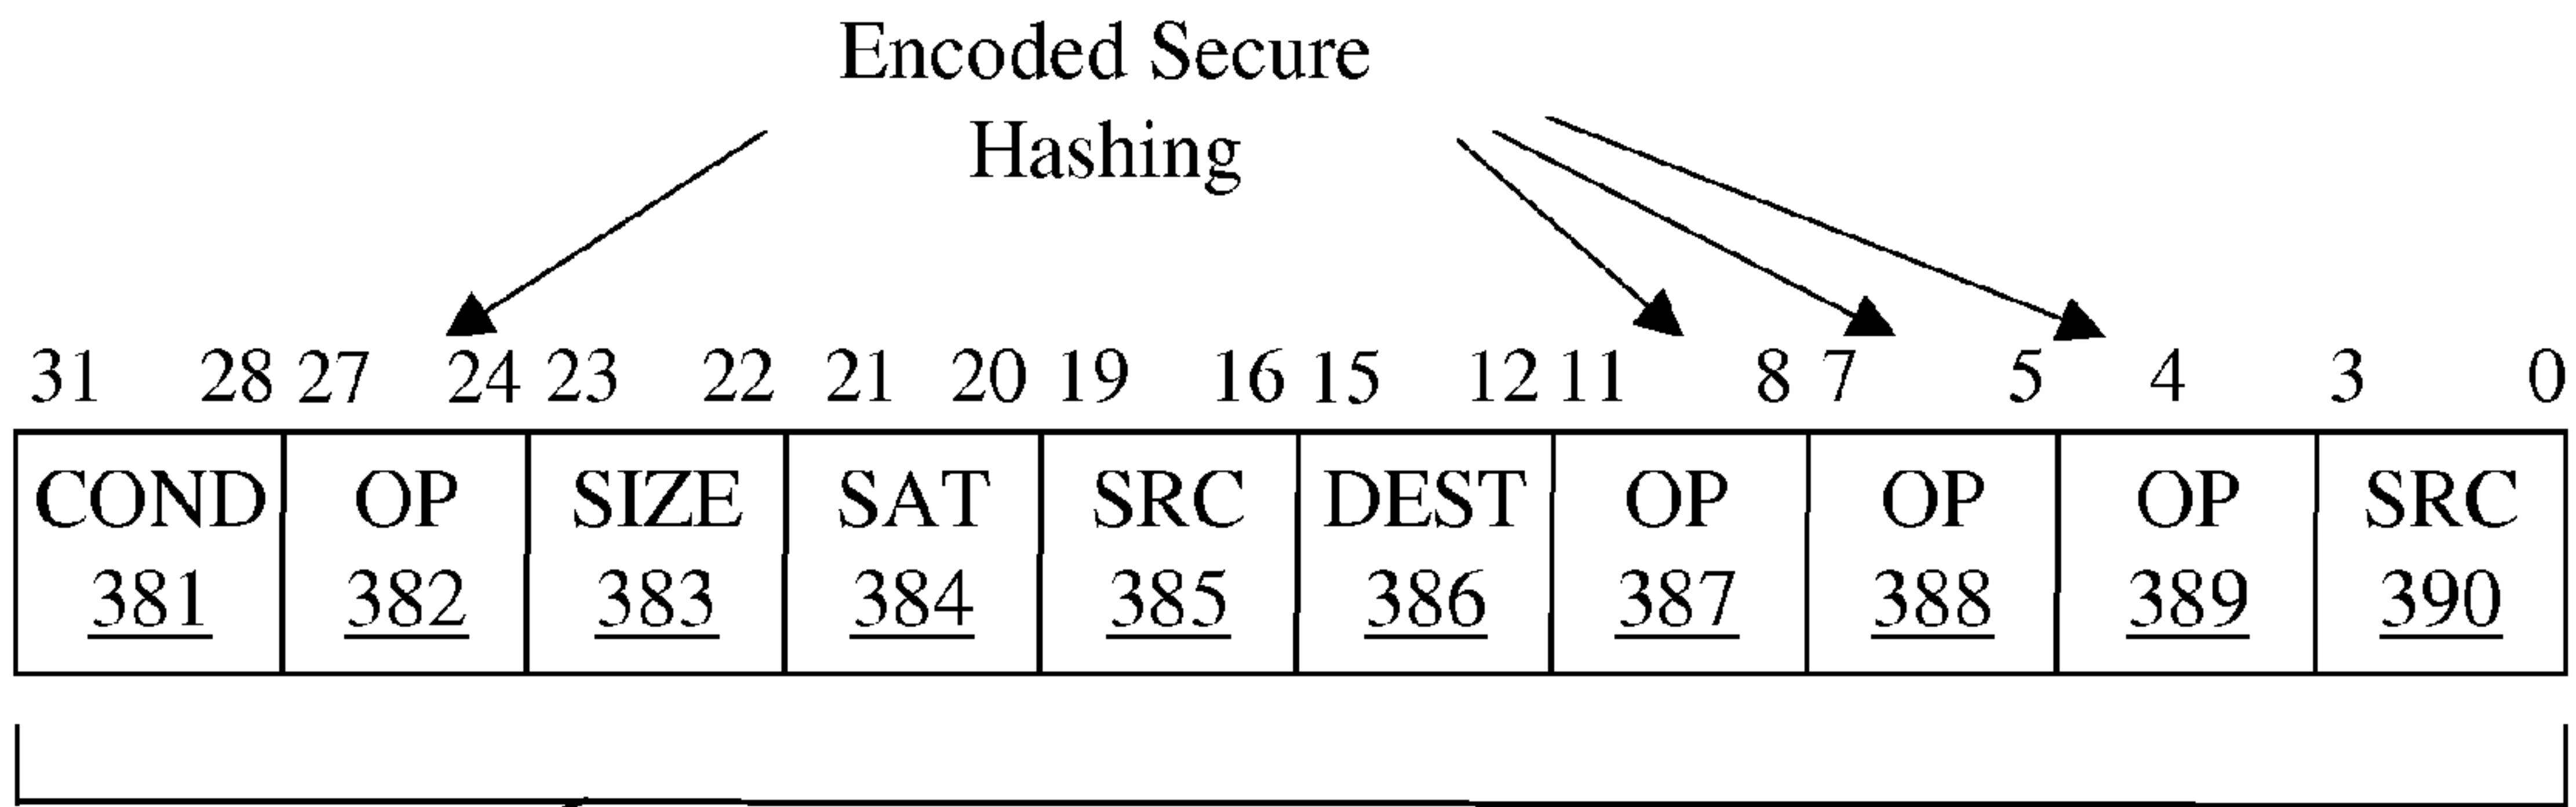 Encoded Secure
Hashing
31 28 27 24 23 22 21 20 19 16 15 12 11 8 7 5 4 3 0
COND OP SIZE SAT SRC DEST OP OP OP SRC
381 382 383 384 385 386 387 388 389 390